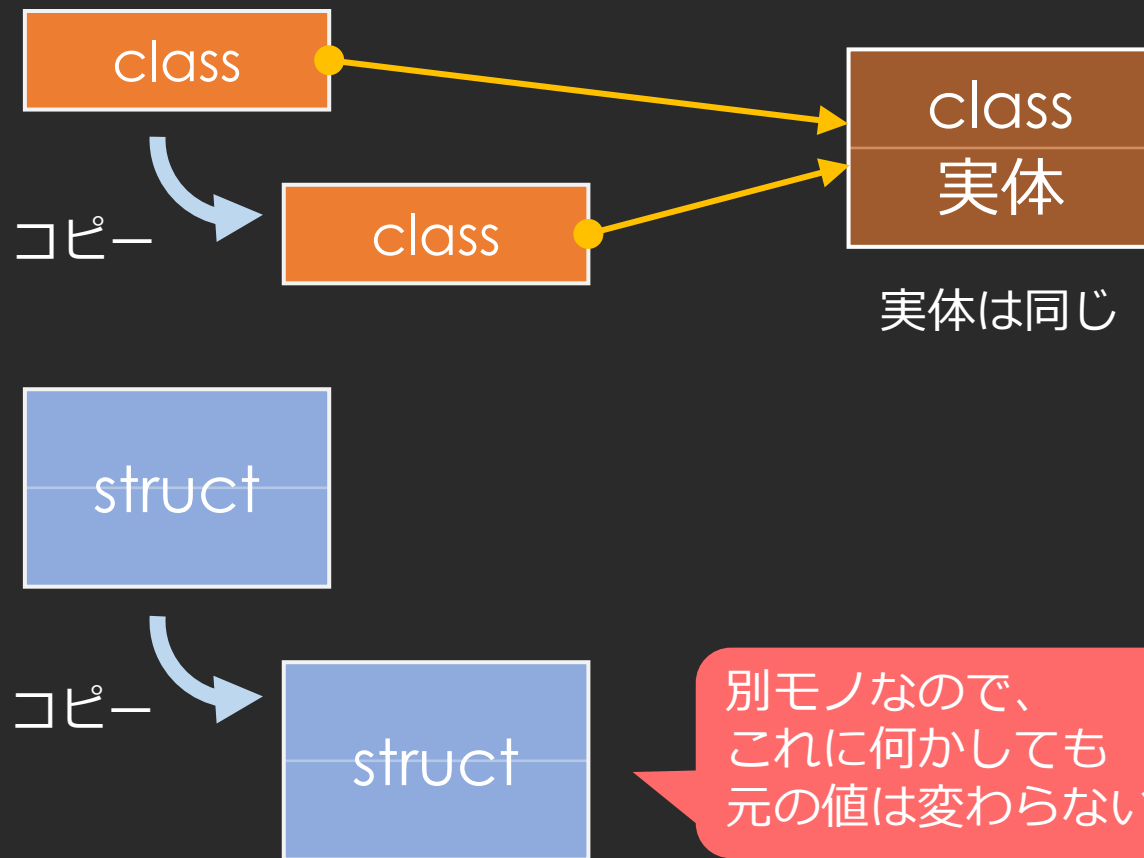 class
class
実体
コピー
class
実体は同じ
struct
コピー
struct
別モノなので、
これに何かしても
元の値は変わらない